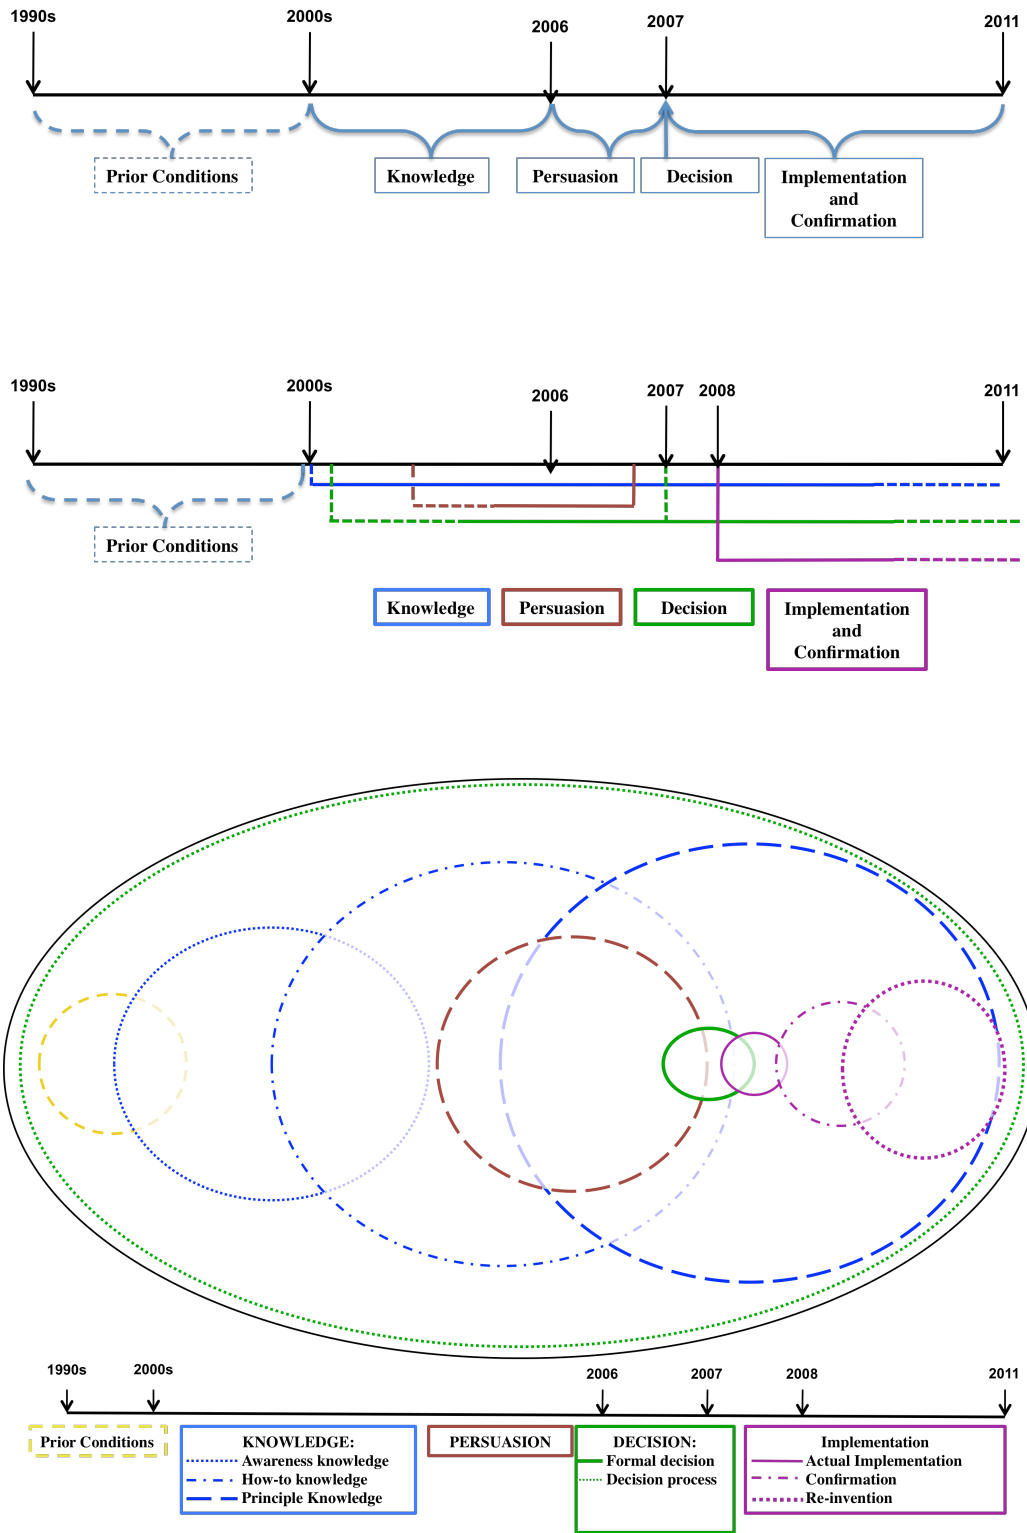 1990s
2000s
2006
2007
2011
Prior Conditions
Knowledge
Persuasion
Decision
Implementation
and
Confirmation
1990s
2000s
2006
2007
2008
2011
Prior Conditions
Knowledge
Persuasion
Decision
Implementation
and
Confirmation
1990s
2000s
2006
2007
2008
2011
Prior Conditions
KNOWLEDGE:
Awareness knowledge
How-to knowledge
Principle Knowledge
PERSUASION
DECISION:
Formal decision
Decision process
Implementation
Actual Implementation
Confirmation
Re-invention